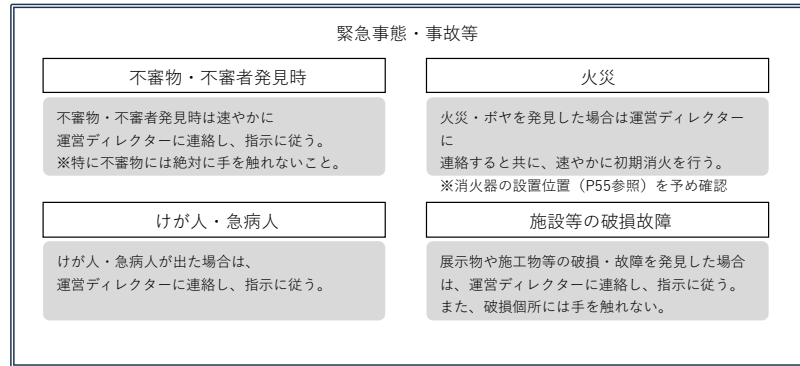 緊急事態・事故等
不審物・不審者発見時
不審物・不審者発見時は速やかに
運営ディレクターに連絡し、指示に従う。
※特に不審物には絶対に手を触れないこと。
火災
火災・ボヤを発見した場合は運営ディレクター
に
連絡すると共に、速やかに初期消火を行う。
※消火器の設置位置（P55参照）を予め確認
けが人・急病人
けが人・急病人が出た場合は、
運営ディレクターに連絡し、指示に従う。
施設等の破損故障
展示物や施工物等の破損・故障を発見した場合
は、運営ディレクターに連絡し、指示に従う。
また、破損個所には手を触れない。